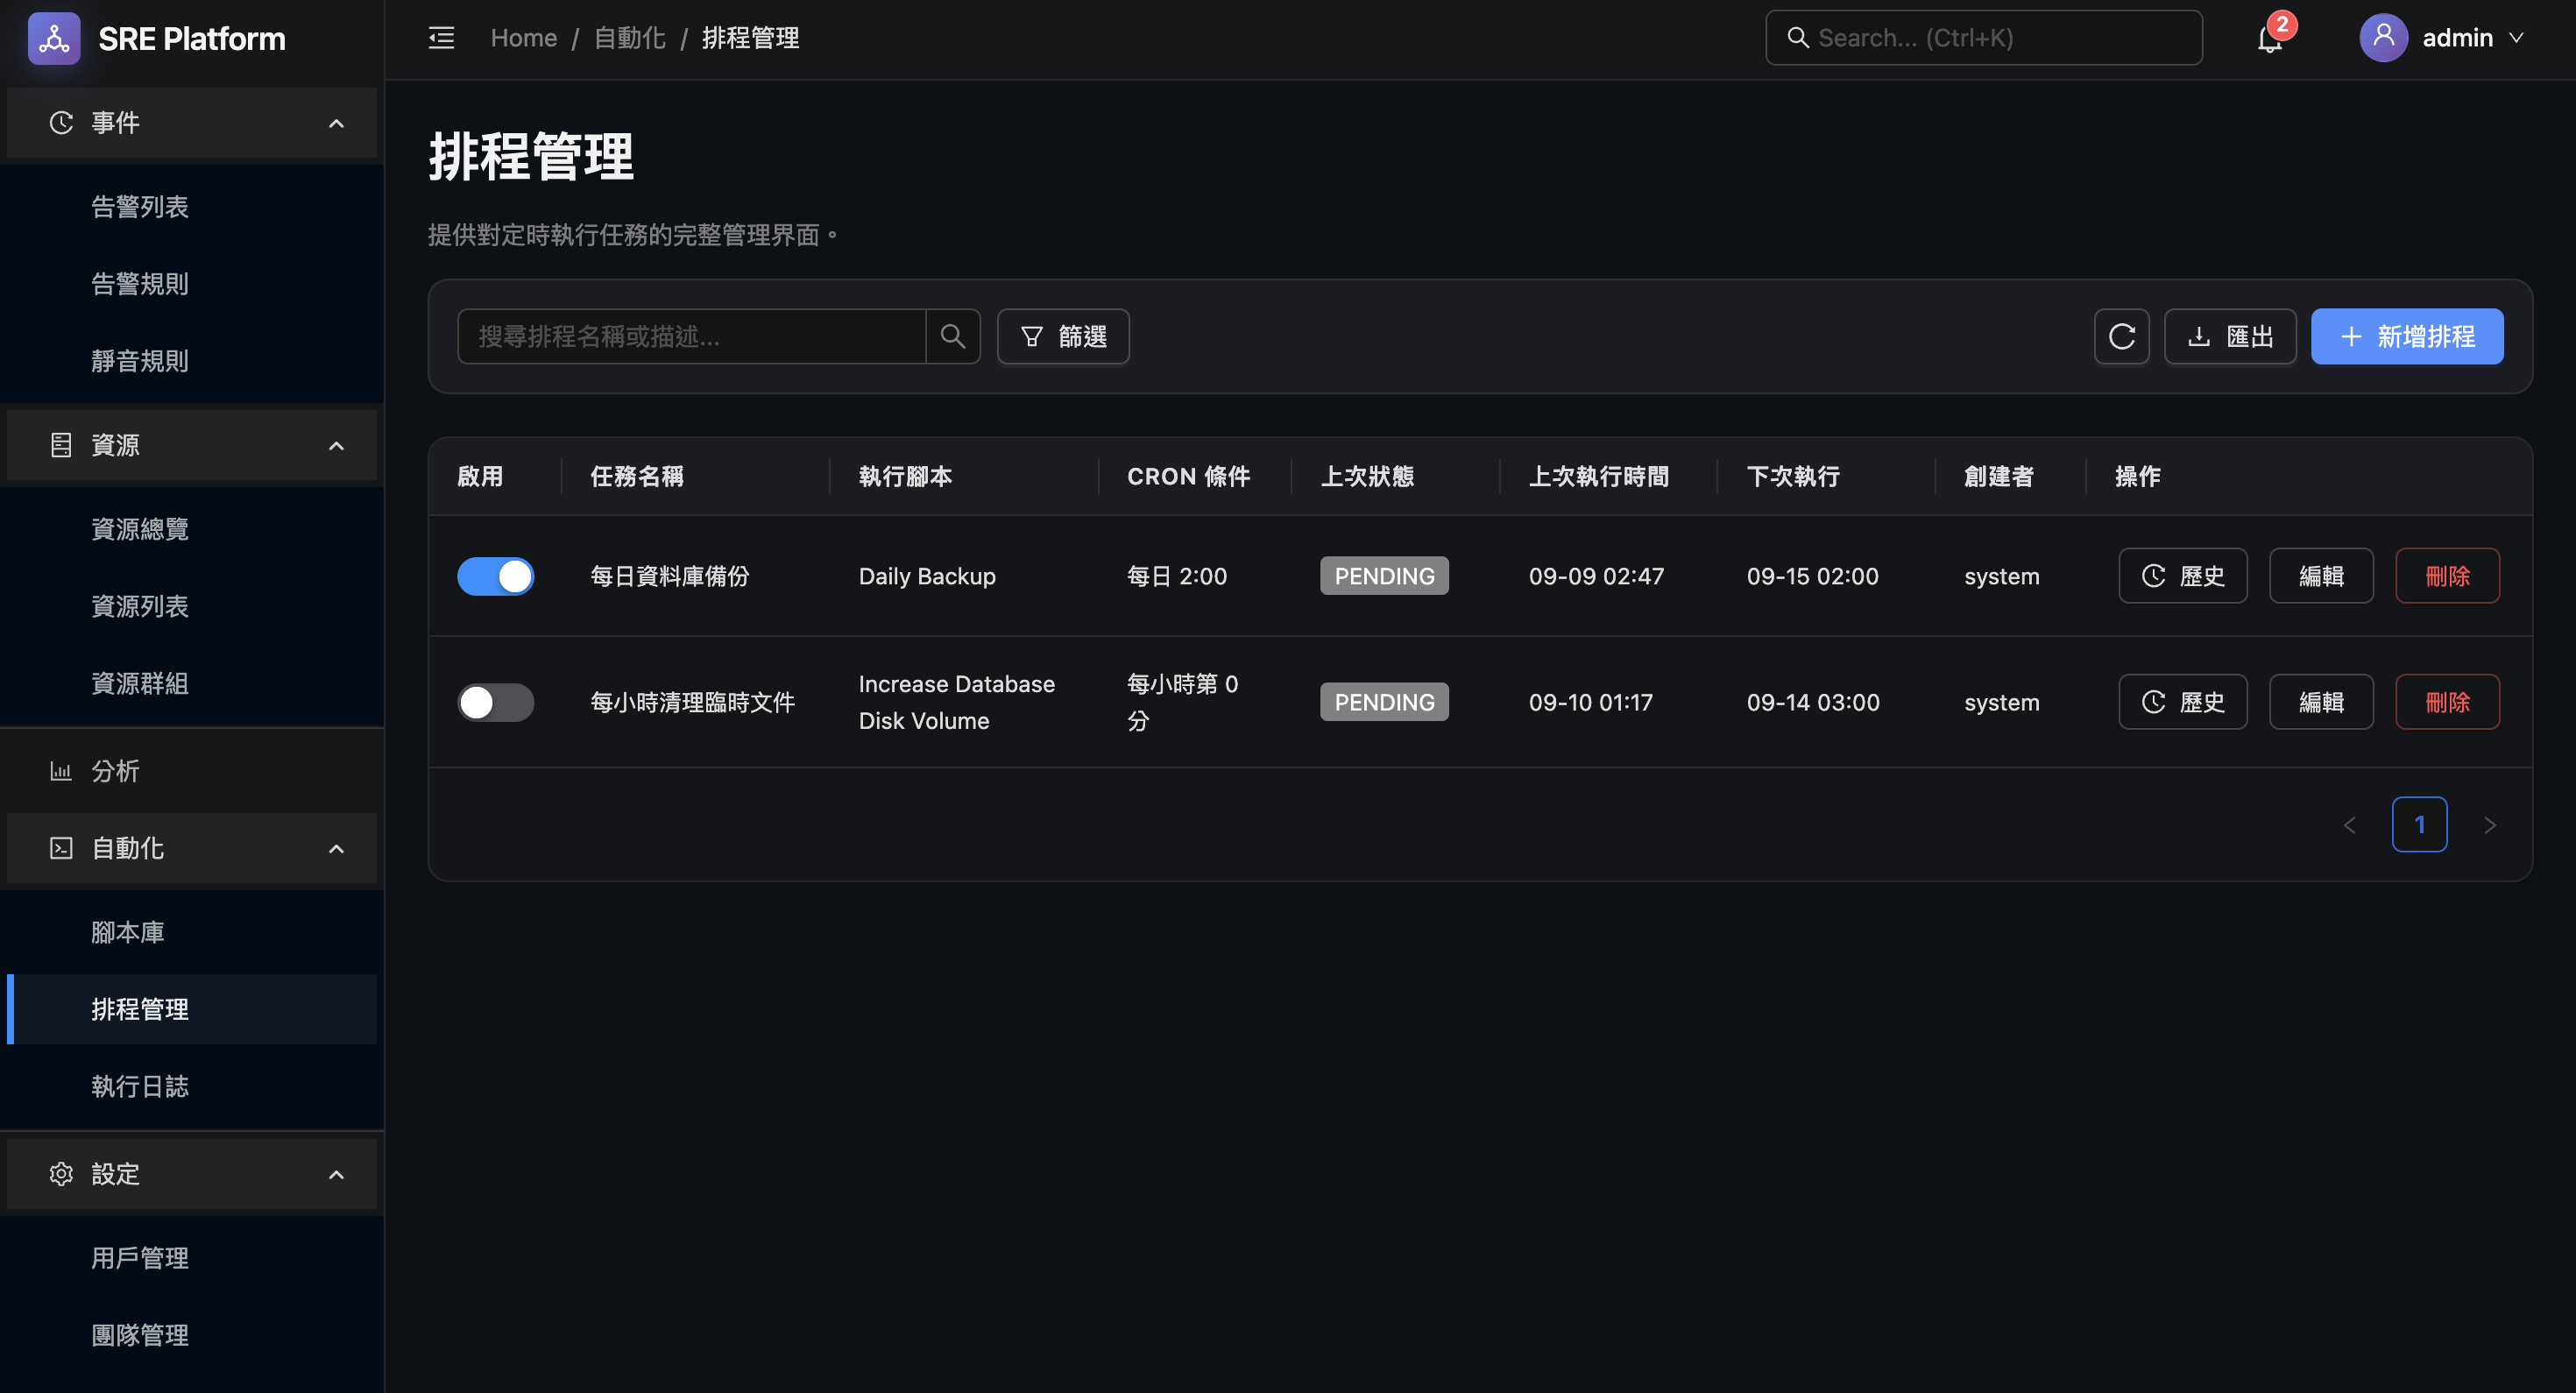 SRE Platform
Home / 自動化 / 排程管理
Search... (Ctrl+K)
2
admin
事件
告警列表
告警規則
靜音規則
資源
資源總覽
資源列表
資源群組
分析
自動化
腳本庫
排程管理
執行日誌
設定
用戶管理
團隊管理
排程管理
提供對定時執行任務的完整管理界面。
搜尋排程名稱或描述...
篩選
匯出
新增排程
啟用 任務名稱 執行腳本 CRON 條件 上次狀態 上次執行時間 下次執行 創建者 操作
每日資料庫備份 Daily Backup 每日 2:00 PENDING 09-09 02:47 09-15 02:00 system 歷史 編輯 刪除
每小時清理臨時文件 Increase Database Disk Volume 每小時第 0 分 PENDING 09-10 01:17 09-14 03:00 system 歷史 編輯 刪除
1